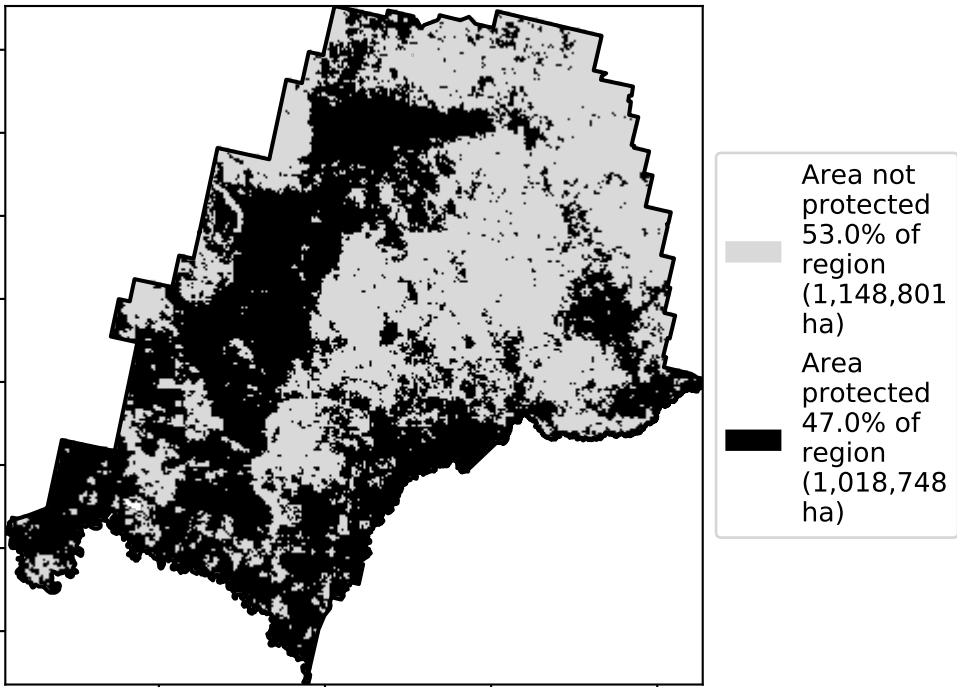 Area not
protected
53.0% of
region
(1,148,801
ha)
Area
protected
47.0% of
region
(1,018,748
ha)